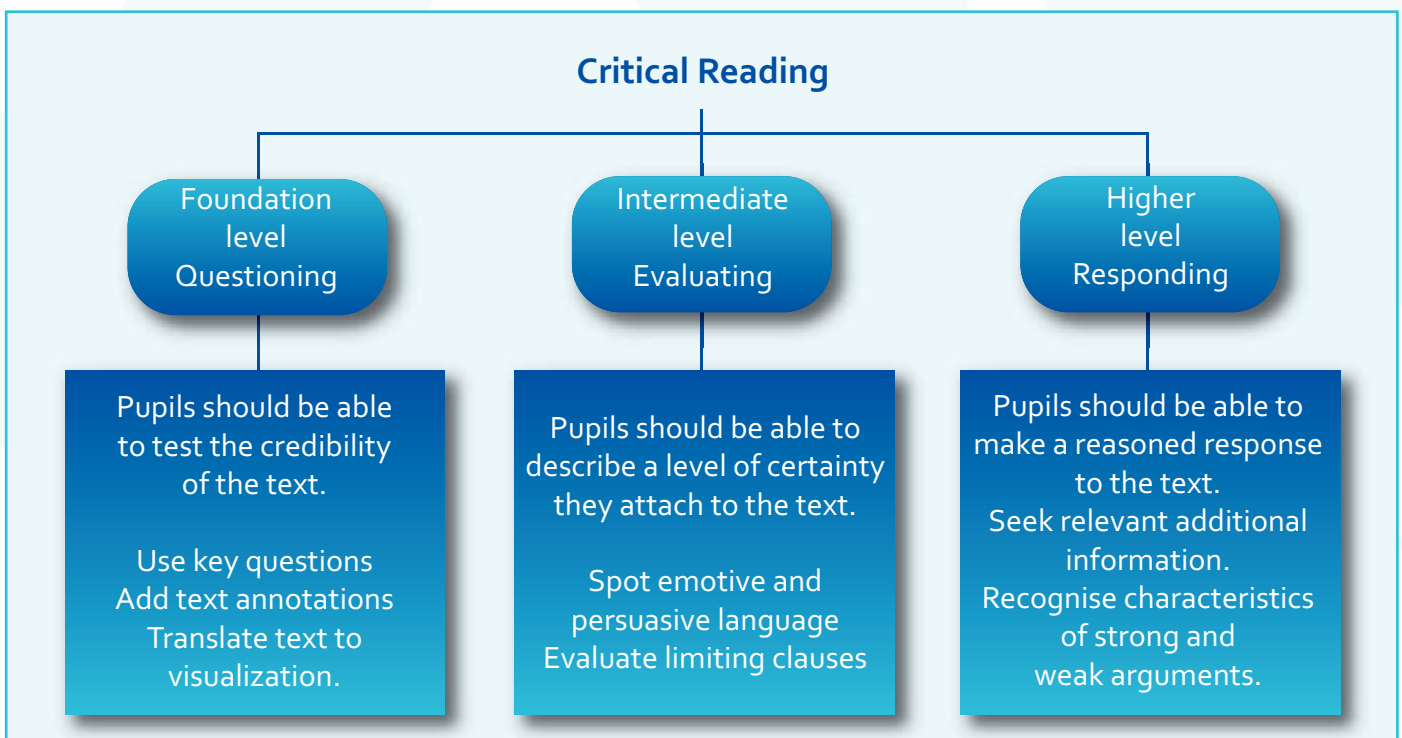 Critical Reading
Foundation
level
Questioning
Intermediate
level
Evaluating
Higher
level
Responding
Pupils should be able
to test the credibility
of the text.
Use key questions
Add text annotations
Translate text to
visualization.
Pupils should be able to
describe a level of certainty
they attach to the text.
Spot emotive and
persuasive language
Evaluate limiting clauses
Pupils should be able to
make a reasoned response
to the text.
Seek relevant additional
information.
Recognise characteristics
of strong and
weak arguments.